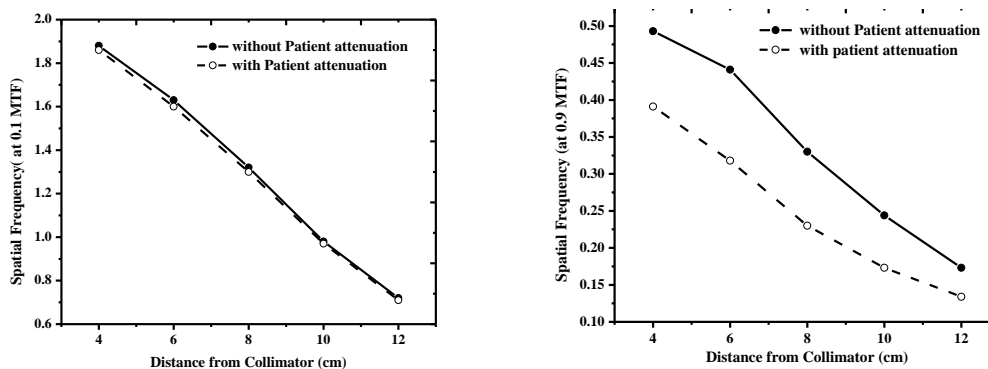 2.0
1.8
1.6
1.4
1.2
1.0
0.8
0.6
Spatial Frequency( at 0.1 MTF)
without Patient attenuation
with Patient attenuation
4 6 8 10 12
Distance from Collimator (cm)
0.50
0.45
0.40
0.35
0.30
0.25
0.20
0.15
0.10
Spatial Frequency (at 0.9 MTF)
without Patient attenuation
with patient attenuation
4 6 8 10 12
Distance from Collimator (cm)